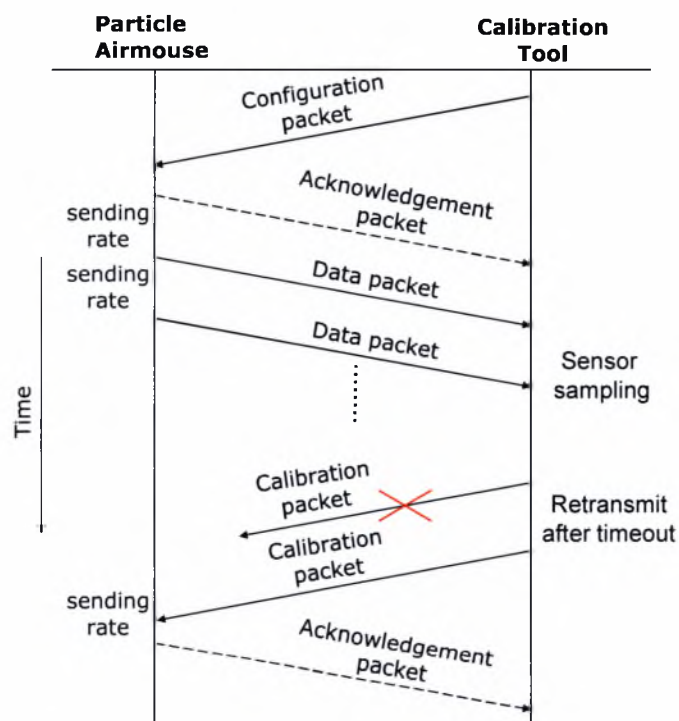 Particle
Airmouse
Calibration
Tool
Configuration
packet
Acknowledgement
packet
sending
rate
sending
rate
Data packet
Data packet
Sensor
sampling
Time
Calibration
packet
Retransmit
after timeout
Calibration
packet
sending
rate
Acknowledgement
packet